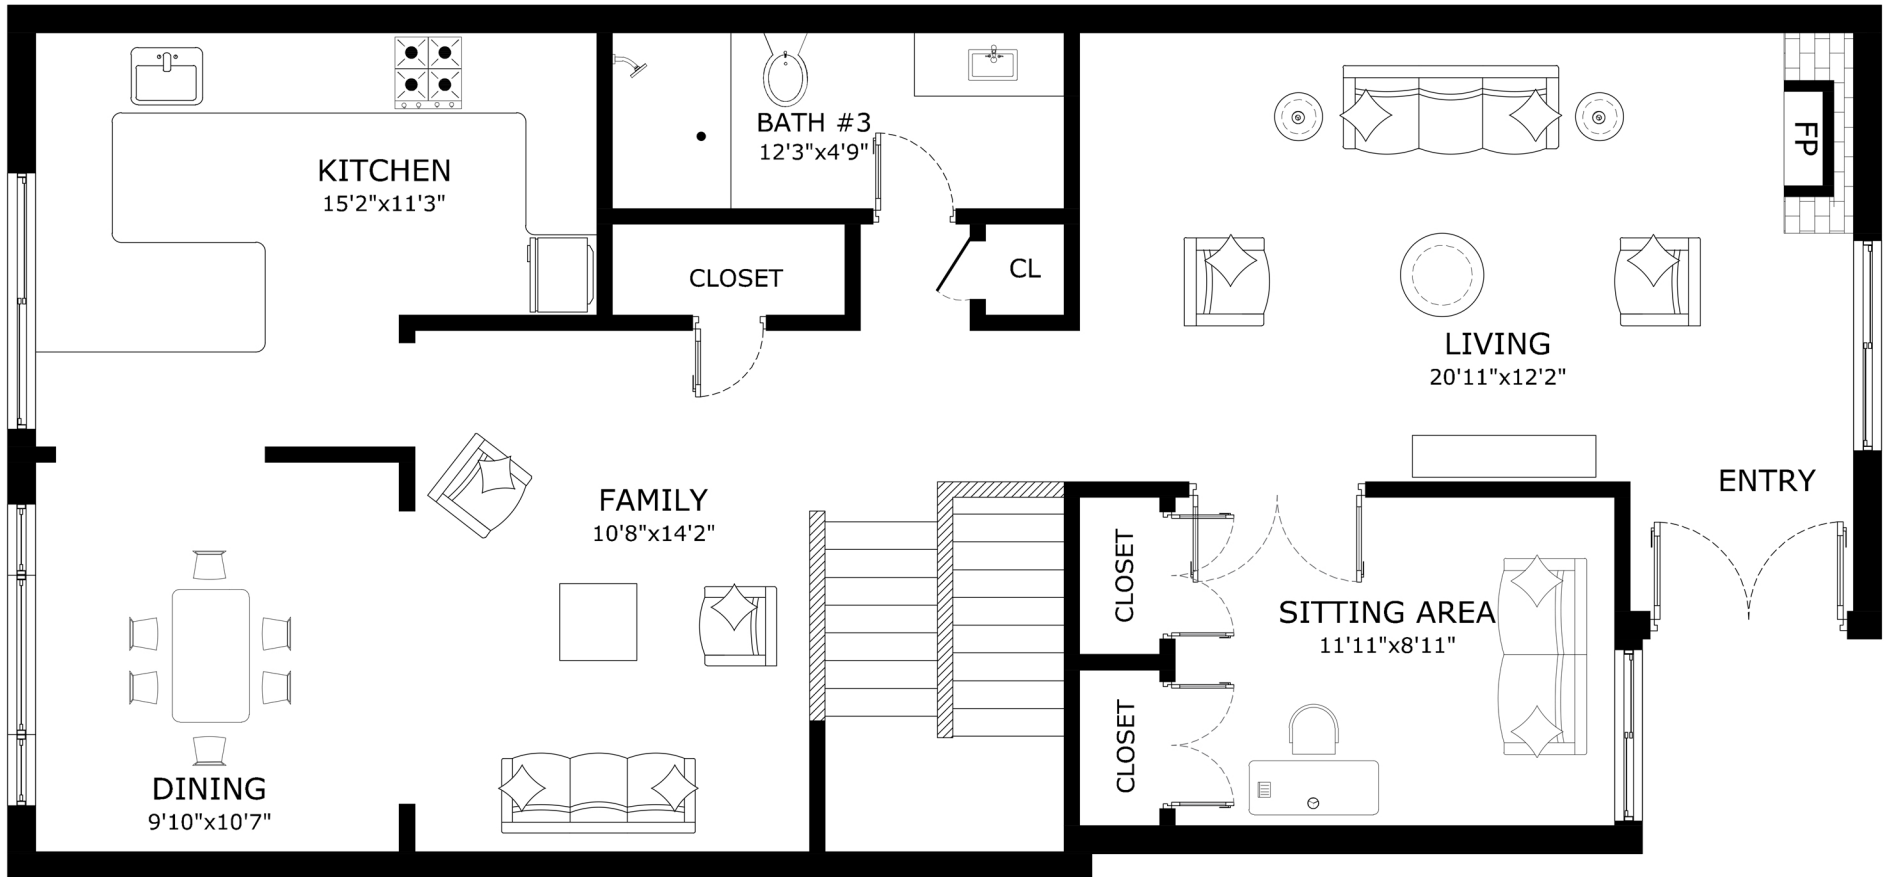 BATH #3
12'3"x4'9"
FP
KITCHEN
15'2"x11'3"
CLOSET
CL
LIVING
20'11"x12'2"
ENTRY
FAMILY
10'8"x14'2"
CLOSET
SITTING AREA
11'11"x8'11"
CLOSET
DINING
9'10"x10'7"